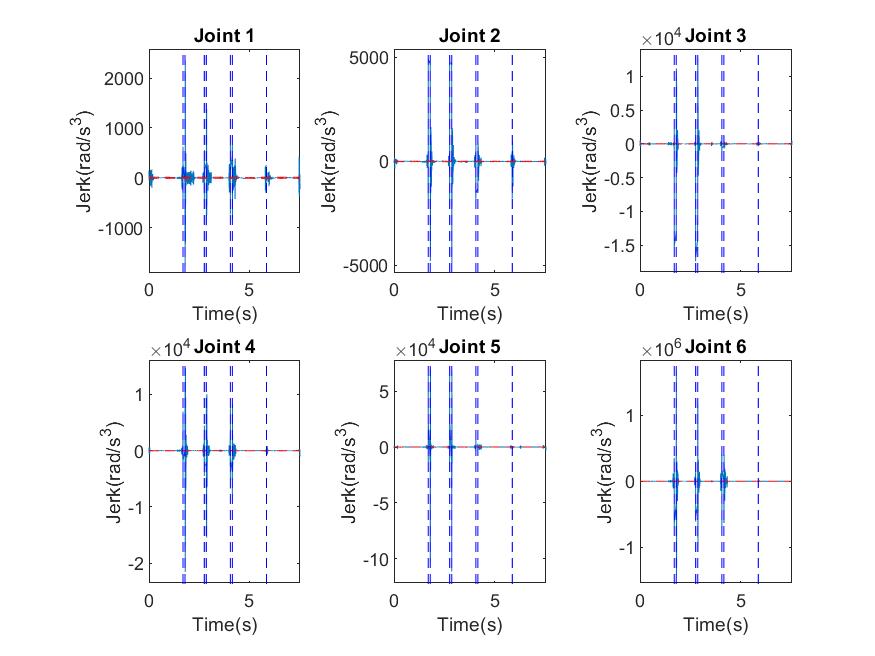 Joint 1
Jerk(rad/s³)
2000
1000
0
-1000
0
5
Time(s)
Joint 2
Jerk(rad/s³)
5000
0
-5000
0
5
Time(s)
×10⁴ Joint 3
Jerk(rad/s³)
1
0.5
0
-0.5
-1
-1.5
0
5
Time(s)
×10⁴ Joint 4
Jerk(rad/s³)
1
0
-1
-2
0
5
Time(s)
×10⁴ Joint 5
Jerk(rad/s³)
5
0
-5
-10
0
5
Time(s)
×10⁶ Joint 6
Jerk(rad/s³)
1
0
-1
0
5
Time(s)